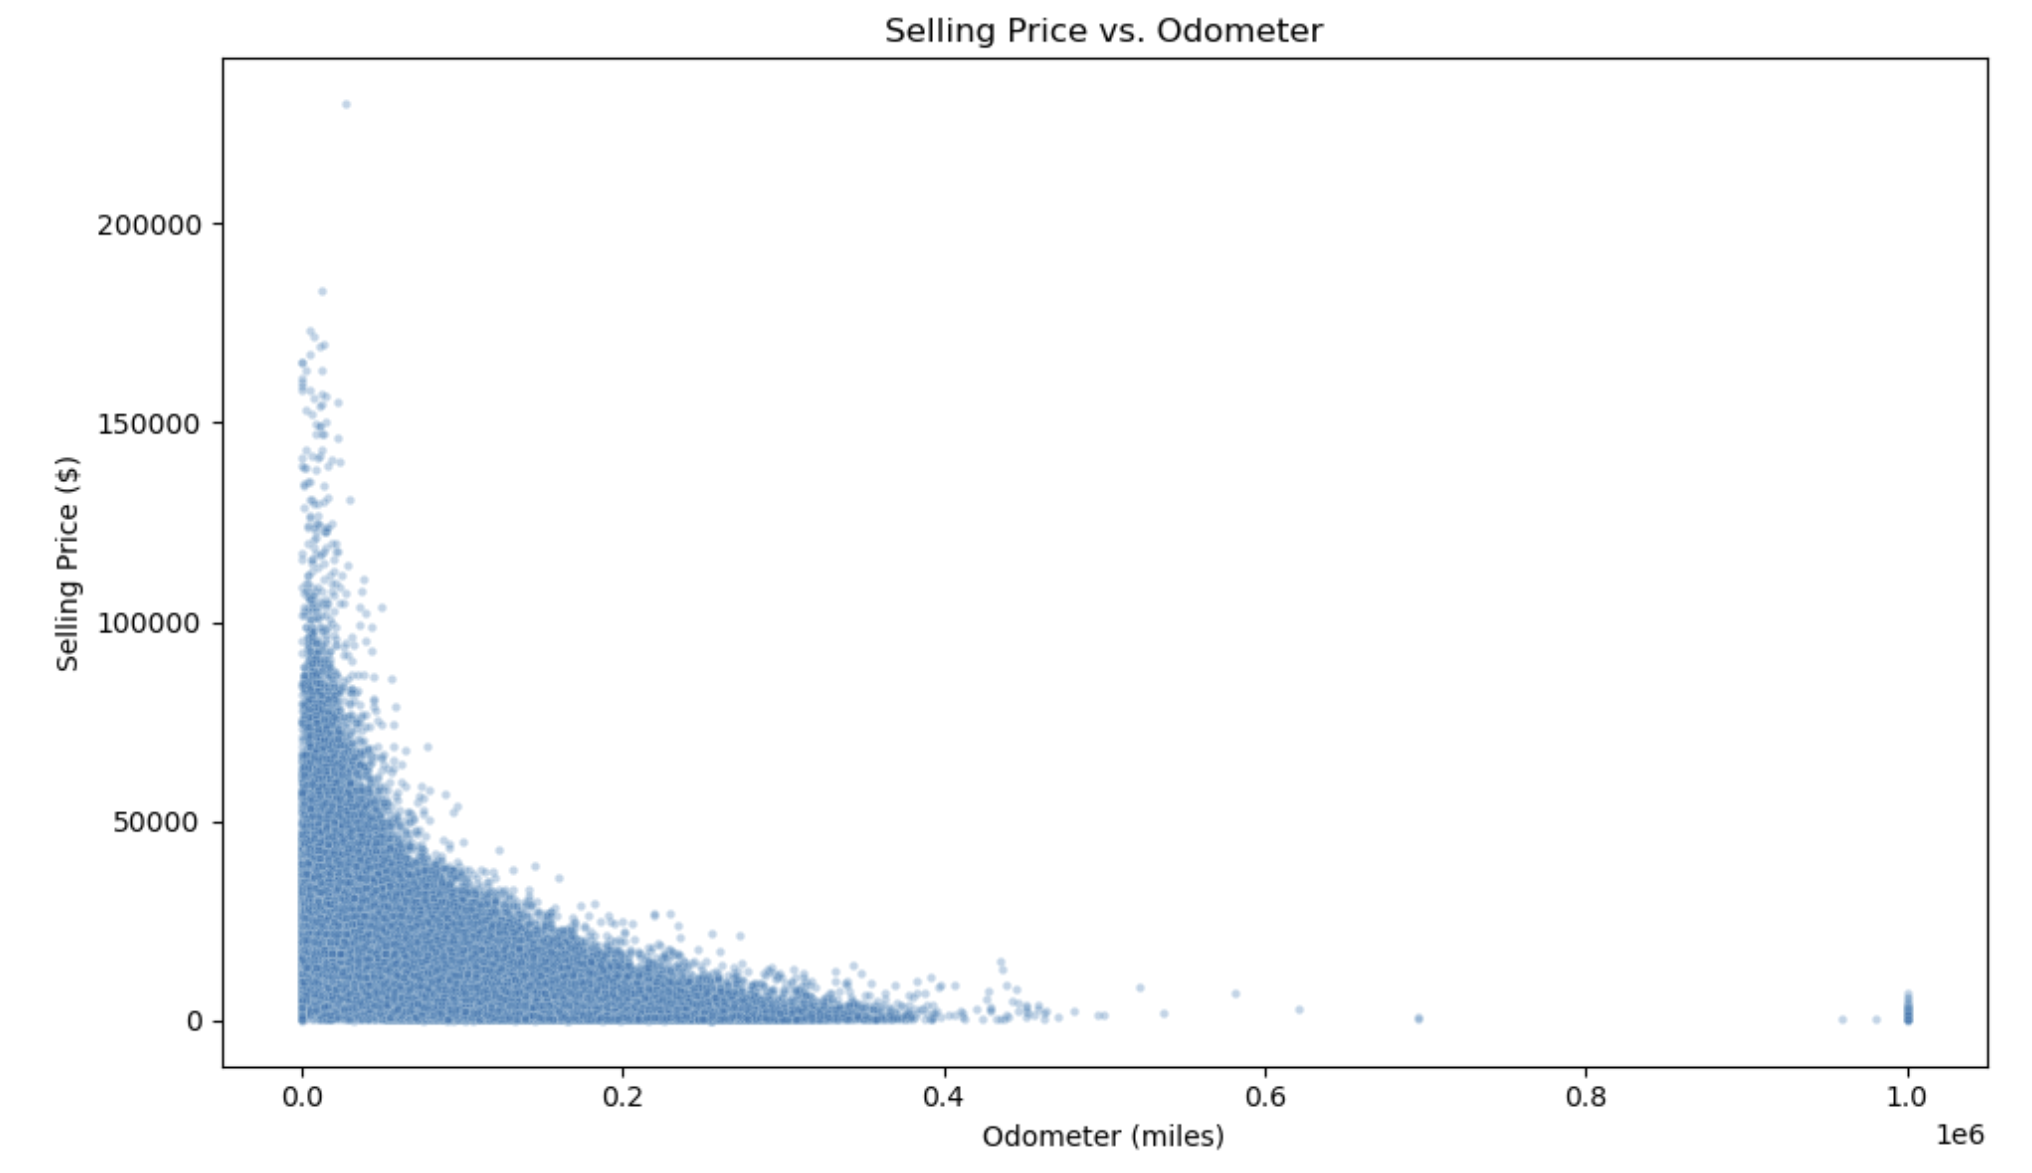 Selling Price vs. Odometer
Selling Price ($)
200000
150000
100000
50000
0
0.0 0.2 0.4 0.6 0.8 1.0
1e6
Odometer (miles)